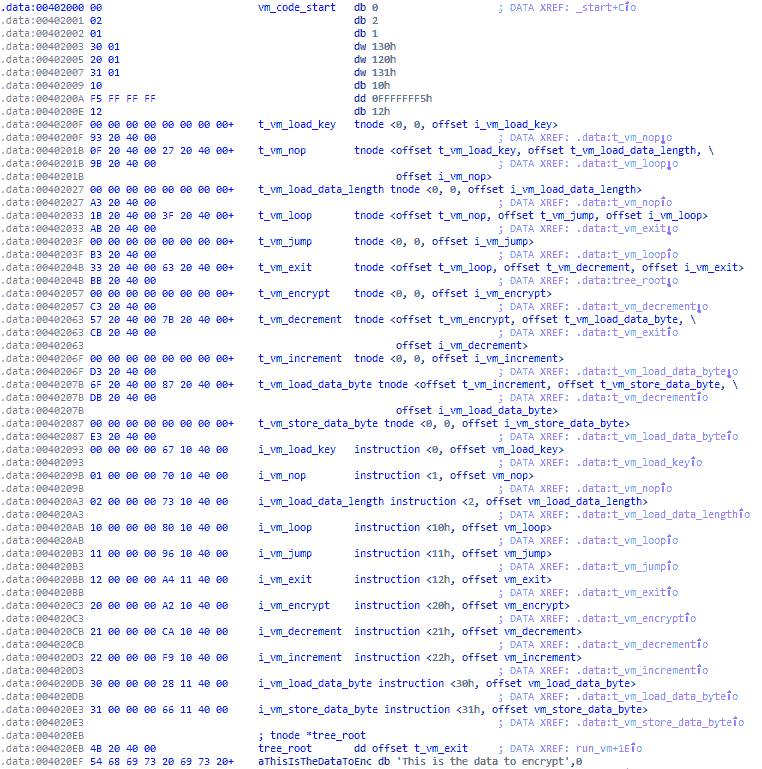 .data:00402000 00 vm_code_start db 0 ; DATA XREF: _start+C↑o
.data:00402001 02 db 2
.data:00402002 01 db 1
.data:00402003 30 01 dw 130h
.data:00402005 20 01 dw 120h
.data:00402007 31 01 dw 131h
.data:00402009 10 db 10h
.data:0040200A F5 FF FF FF dd 0FFFFFFF5h
.data:0040200E 12 db 12h
.data:0040200F 00 00 00 00 00 00 00 00+ t_vm_load_key tnode <0, 0, offset i_vm_load_key>
.data:0040200F 93 20 40 00 ; DATA XREF: .data:t_vm_nop↓o
.data:0040201B 0F 20 40 00 27 20 40 00+ t_vm_nop tnode <offset t_vm_load_key, offset t_vm_load_data_length, \
.data:0040201B 9B 20 40 00 ; DATA XREF: .data:t_vm_loop↓o
.data:0040201B offset i_vm_nop>
.data:00402027 00 00 00 00 00 00 00 00+ t_vm_load_data_length tnode <0, 0, offset i_vm_load_data_length>
.data:00402027 A3 20 40 00 ; DATA XREF: .data:t_vm_nop↑o
.data:00402033 1B 20 40 00 3F 20 40 00+ t_vm_loop tnode <offset t_vm_nop, offset t_vm_jump, offset i_vm_loop>
.data:00402033 AB 20 40 00 ; DATA XREF: .data:t_vm_exit↓o
.data:0040203F 00 00 00 00 00 00 00 00+ t_vm_jump tnode <0, 0, offset i_vm_jump>
.data:0040203F B3 20 40 00 ; DATA XREF: .data:t_vm_loop↑o
.data:0040204B 33 20 40 00 63 20 40 00+ t_vm_exit tnode <offset t_vm_loop, offset t_vm_decrement, offset i_vm_exit>
.data:0040204B BB 20 40 00 ; DATA XREF: .data:tree_root↓o
.data:00402057 00 00 00 00 00 00 00 00+ t_vm_encrypt tnode <0, 0, offset i_vm_encrypt>
.data:00402057 C3 20 40 00 ; DATA XREF: .data:t_vm_decrement↓o
.data:00402063 57 20 40 00 7B 20 40 00+ t_vm_decrement tnode <offset t_vm_encrypt, offset t_vm_load_data_byte, \
.data:00402063 CB 20 40 00 ; DATA XREF: .data:t_vm_exit↑o
.data:00402063 offset i_vm_decrement>
.data:0040206F 00 00 00 00 00 00 00 00+ t_vm_increment tnode <0, 0, offset i_vm_increment>
.data:0040206F D3 20 40 00 ; DATA XREF: .data:t_vm_load_data_byte↓o
.data:0040207B 6F 20 40 00 87 20 40 00+ t_vm_load_data_byte tnode <offset t_vm_increment, offset t_vm_store_data_byte, \
.data:0040207B DB 20 40 00 ; DATA XREF: .data:t_vm_decrement↑o
.data:0040207B offset i_vm_load_data_byte>
.data:00402087 00 00 00 00 00 00 00 00+ t_vm_store_data_byte tnode <0, 0, offset i_vm_store_data_byte>
.data:00402087 E3 20 40 00 ; DATA XREF: .data:t_vm_load_data_byte↑o
.data:00402093 00 00 00 00 67 10 40 00 i_vm_load_key instruction <0, offset vm_load_key>
.data:00402093 ; DATA XREF: .data:t_vm_load_key↑o
.data:0040209B 01 00 00 00 70 10 40 00 i_vm_nop instruction <1, offset vm_nop>
.data:0040209B ; DATA XREF: .data:t_vm_nop↑o
.data:004020A3 02 00 00 00 73 10 40 00 i_vm_load_data_length instruction <2, offset vm_load_data_length>
.data:004020A3 ; DATA XREF: .data:t_vm_load_data_length↑o
.data:004020AB 10 00 00 00 80 10 40 00 i_vm_loop instruction <10h, offset vm_loop>
.data:004020AB ; DATA XREF: .data:t_vm_loop↑o
.data:004020B3 11 00 00 00 96 10 40 00 i_vm_jump instruction <11h, offset vm_jump>
.data:004020B3 ; DATA XREF: .data:t_vm_jump↑o
.data:004020BB 12 00 00 00 A4 11 40 00 i_vm_exit instruction <12h, offset vm_exit>
.data:004020BB ; DATA XREF: .data:t_vm_exit↑o
.data:004020C3 20 00 00 00 A2 10 40 00 i_vm_encrypt instruction <20h, offset vm_encrypt>
.data:004020C3 ; DATA XREF: .data:t_vm_encrypt↑o
.data:004020CB 21 00 00 00 CA 10 40 00 i_vm_decrement instruction <21h, offset vm_decrement>
.data:004020CB ; DATA XREF: .data:t_vm_decrement↑o
.data:004020D3 22 00 00 00 F9 10 40 00 i_vm_increment instruction <22h, offset vm_increment>
.data:004020D3 ; DATA XREF: .data:t_vm_increment↑o
.data:004020DB 30 00 00 00 28 11 40 00 i_vm_load_data_byte instruction <30h, offset vm_load_data_byte>
.data:004020DB ; DATA XREF: .data:t_vm_load_data_byte↑o
.data:004020E3 31 00 00 00 66 11 40 00 i_vm_store_data_byte instruction <31h, offset vm_store_data_byte>
.data:004020E3 ; DATA XREF: .data:t_vm_store_data_byte↑o
.data:004020EB ; tnode *tree_root
.data:004020EB 4B 20 40 00 tree_root dd offset t_vm_exit ; DATA XREF: run_vm+1E↑o
.data:004020EF 54 68 69 73 20 69 73 20+ aThisIsTheDataToEnc db 'This is the data to encrypt',0